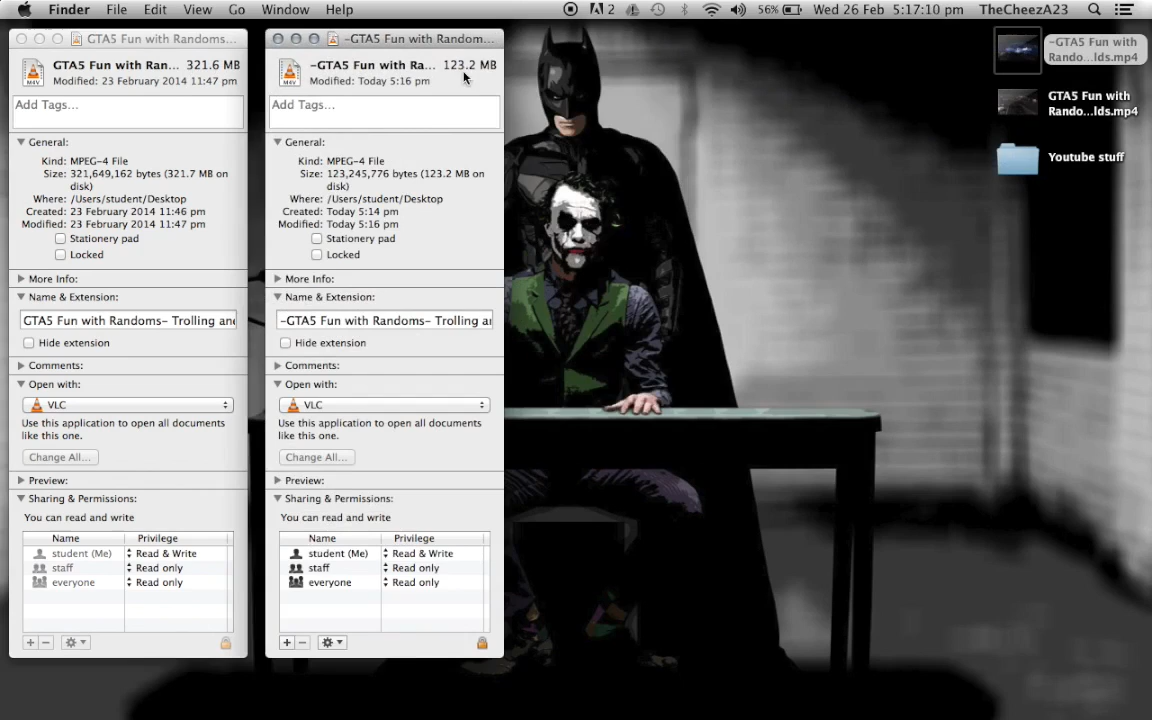 Finder File Edit View Go Window Help 2 56% Wed 26 Feb 5:17:10 pm TheCheezA23
GTA5 Fun with Randoms...
GTA5 Fun with Ran... 321.6 MB
M4V
Modified: 23 February 2014 11:47 pm
Add Tags...
General:
Kind: MPEG-4 File
Size: 321,649,162 bytes (321.7 MB on
disk)
Where: /Users/student/Desktop
Created: 23 February 2014 11:46 pm
Modified: 23 February 2014 11:47 pm
Stationery pad
Locked
More Info:
Name & Extension:
GTA5 Fun with Randoms- Trolling and
Hide extension
Comments:
Open with:
VLC
Use this application to open all documents
like this one.
Change All...
Preview:
Sharing & Permissions:
You can read and write
Name Privilege
student (Me) Read & Write
staff Read only
everyone Read only
-GTA5 Fun with Random...
-GTA5 Fun with Ra... 123.2 MB
M4V
Modified: Today 5:16 pm
Add Tags...
General:
Kind: MPEG-4 File
Size: 123,245,776 bytes (123.2 MB on
disk)
Where: /Users/student/Desktop
Created: Today 5:14 pm
Modified: Today 5:16 pm
Stationery pad
Locked
More Info:
Name & Extension:
-GTA5 Fun with Randoms- Trolling an
Hide extension
Comments:
Open with:
VLC
Use this application to open all documents
like this one.
Change All...
Preview:
Sharing & Permissions:
You can read and write
Name Privilege
student (Me) Read & Write
staff Read only
everyone Read only
-GTA5 Fun with
Rando...lds.mp4
GTA5 Fun with
Rando...lds.mp4
Youtube stuff